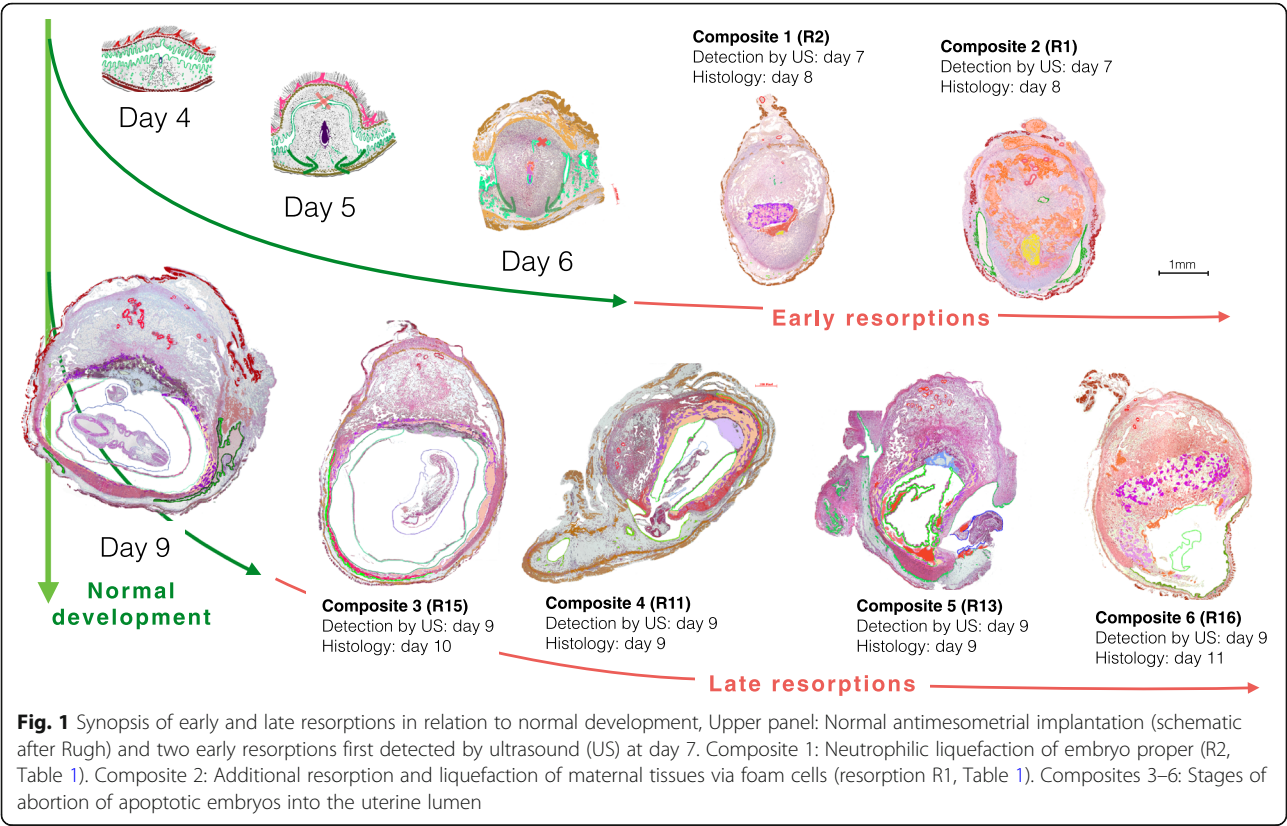 Day 4
Day 5
Day 6
Composite 1 (R2)
Detection by US: day 7
Histology: day 8
Composite 2 (R1)
Detection by US: day 7
Histology: day 8
1mm
Early resorptions
Day 9
Normal
development
Composite 3 (R15)
Detection by US: day 9
Histology: day 10
Composite 4 (R11)
Detection by US: day 9
Histology: day 9
Composite 5 (R13)
Detection by US: day 9
Histology: day 9
Composite 6 (R16)
Detection by US: day 9
Histology: day 11
Late resorptions
Fig. 1 Synopsis of early and late resorptions in relation to normal development, Upper panel: Normal antimesometrial implantation (schematic
after Rugh) and two early resorptions first detected by ultrasound (US) at day 7. Composite 1: Neutrophilic liquefaction of embryo proper (R2,
Table 1). Composite 2: Additional resorption and liquefaction of maternal tissues via foam cells (resorption R1, Table 1). Composites 3–6: Stages of
abortion of apoptotic embryos into the uterine lumen